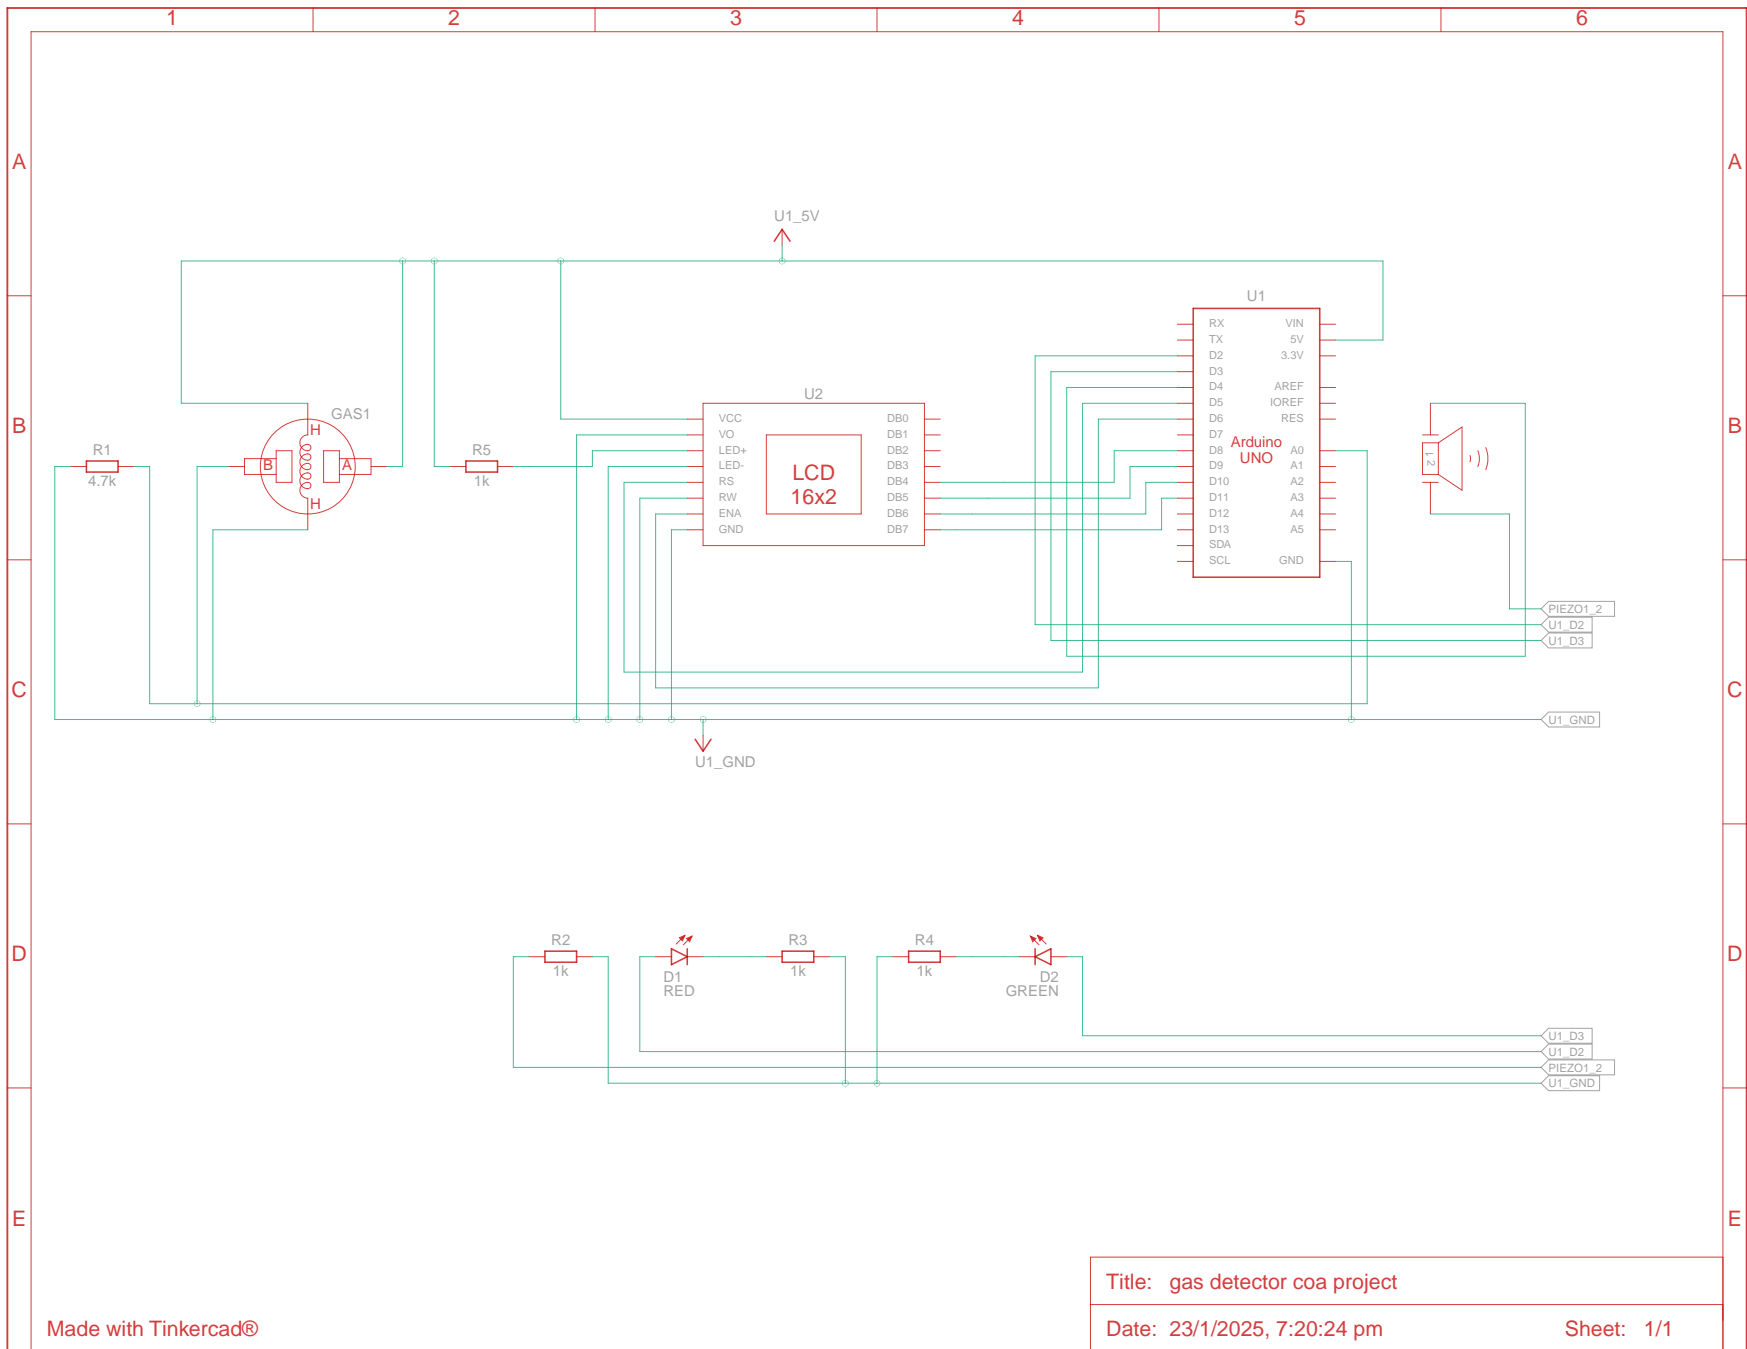 1 2 3 4 5 6
A A
U1_5V
B B
U1
RX VIN
TX 5V
D2 3.3V
D3
D4 AREF
D5 IOREF
D6 RES
D7
D8 A0
D9 A1
D10 A2
D11 A3
D12 A4
D13 A5
SDA
SCL GND
Arduino
UNO
U2
VCC DB0
VO DB1
LED+ DB2
LED- DB3
RS DB4
RW DB5
ENA DB6
GND DB7
LCD
16x2
GAS1
H
B A
H
R1
4.7k
R5
1k
1 2
PIEZO1_2
U1_D2
U1_D3
C C
U1_GND
U1_GND
D D
R2
1k
D1
RED
R3
1k
R4
1k
D2
GREEN
U1_D3
U1_D2
PIEZO1_2
U1_GND
E E
Title: gas detector coa project
Made with Tinkercad®
Date: 23/1/2025, 7:20:24 pm Sheet: 1/1